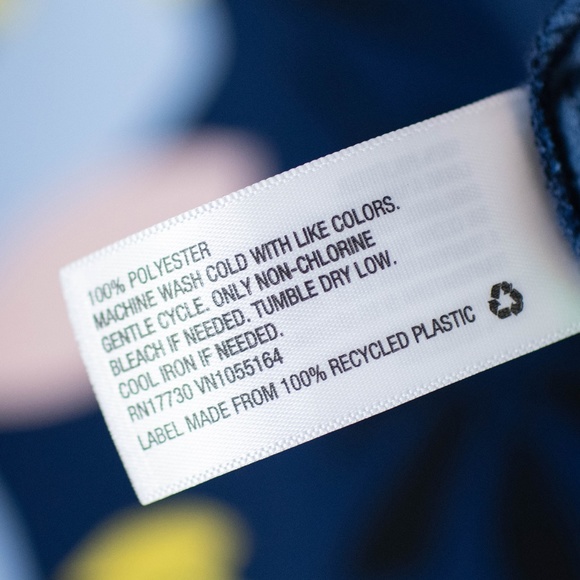 100% POLYESTER
MACHINE WASH COLD WITH LIKE COLORS.
GENTLE CYCLE. ONLY NON-CHLORINE
BLEACH IF NEEDED. TUMBLE DRY LOW.
COOL IRON IF NEEDED.
RN17730 VN1055164
LABEL MADE FROM 100% RECYCLED PLASTIC